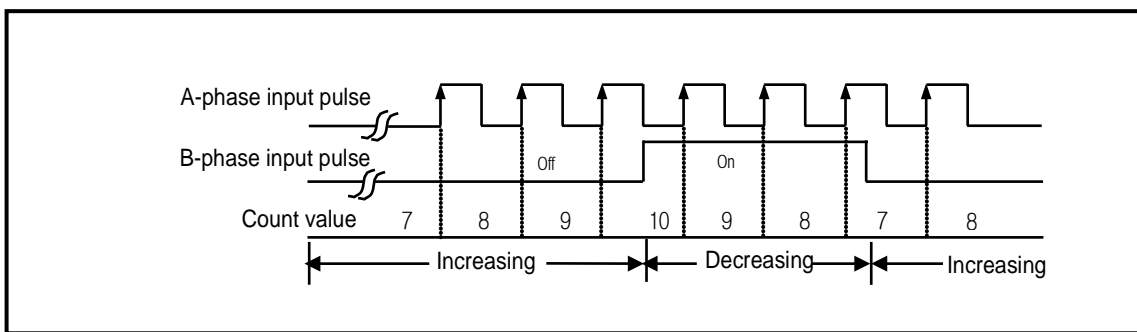 A-phase input pulse
B-phase input pulse
Off
On
Count value 7 8 9 10 9 8 7 8
Increasing Decreasing Increasing